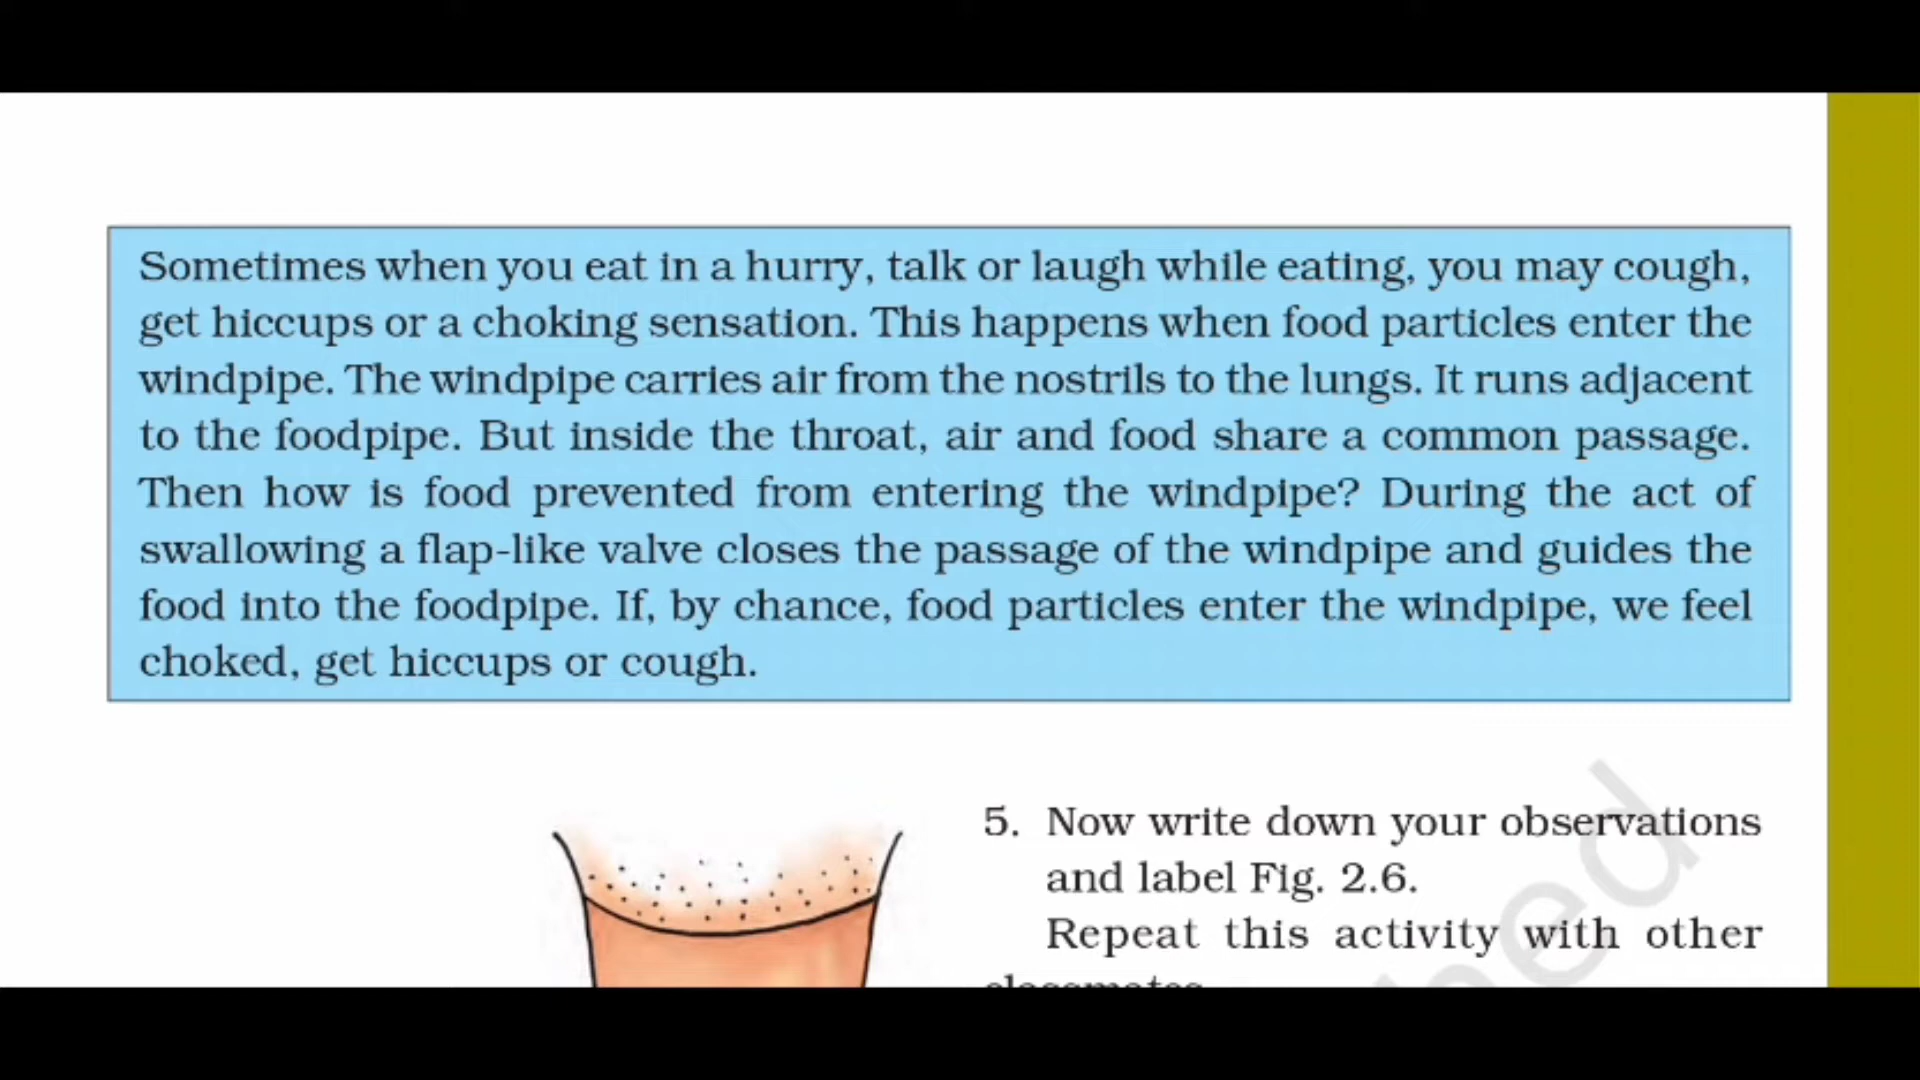 Sometimes when you eat in a hurry, talk or laugh while eating, you may cough,
get hiccups or a choking sensation. This happens when food particles enter the
windpipe. The windpipe carries air from the nostrils to the lungs. It runs adjacent
to the foodpipe. But inside the throat, air and food share a common passage.
Then how is food prevented from entering the windpipe? During the act of
swallowing a flap-like valve closes the passage of the windpipe and guides the
food into the foodpipe. If, by chance, food particles enter the windpipe, we feel
choked, get hiccups or cough.
5. Now write down your observations
and label Fig. 2.6.
Repeat this activity with other